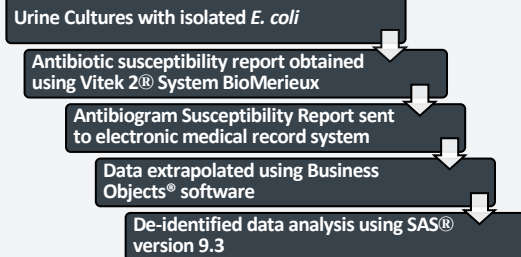 Urine Cultures with isolated E. coli
Antibiotic susceptibility report obtained
using Vitek 2® System BioMerieux
Antibiogram Susceptibility Report sent
to electronic medical record system
Data extrapolated using Business
Objects® software
De-identified data analysis using SAS®
version 9.3